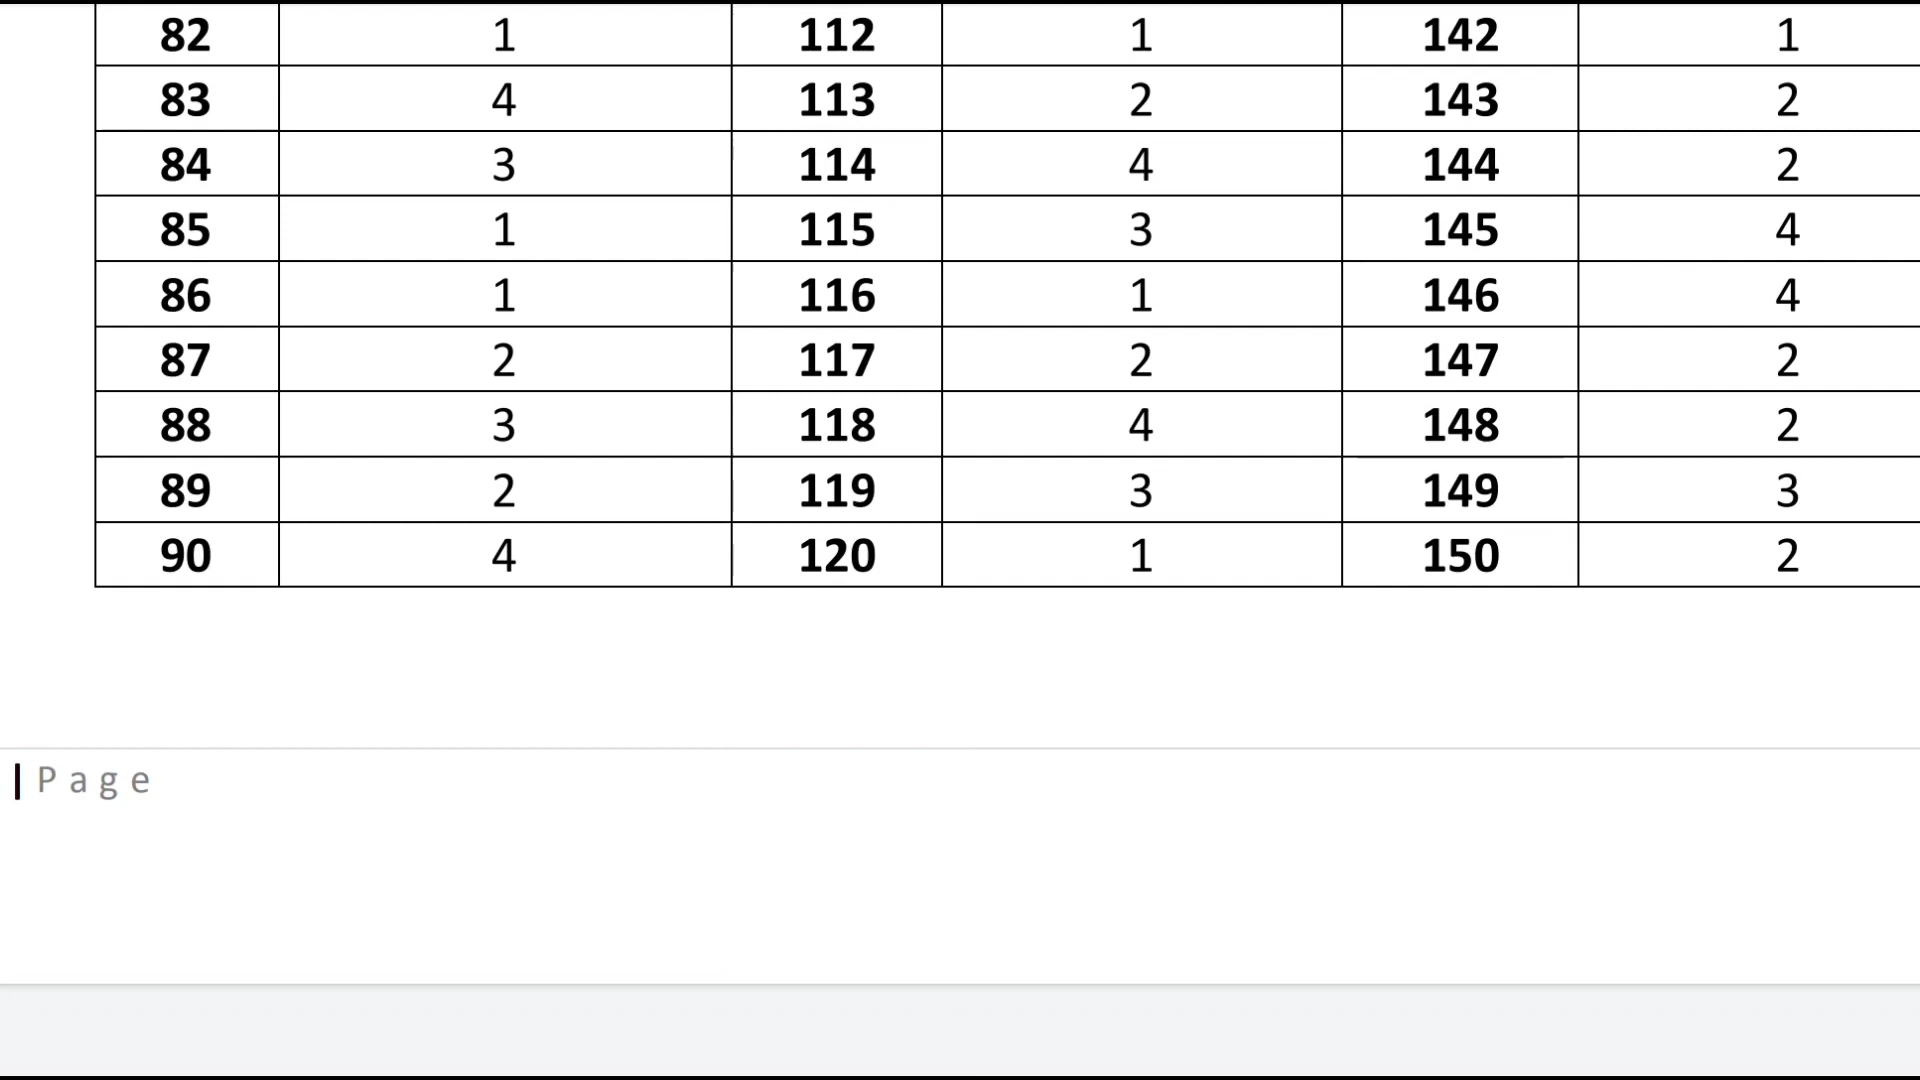 82 1 112 1 142 1
83 4 113 2 143 2
84 3 114 4 144 2
85 1 115 3 145 4
86 1 116 1 146 4
87 2 117 2 147 2
88 3 118 4 148 2
89 2 119 3 149 3
90 4 120 1 150 2
| Page